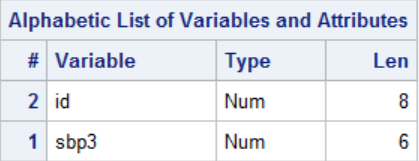 Alphabetic List of Variables and Attributes
# Variable Type Len
2 id Num 8
1 sbp3 Num 6